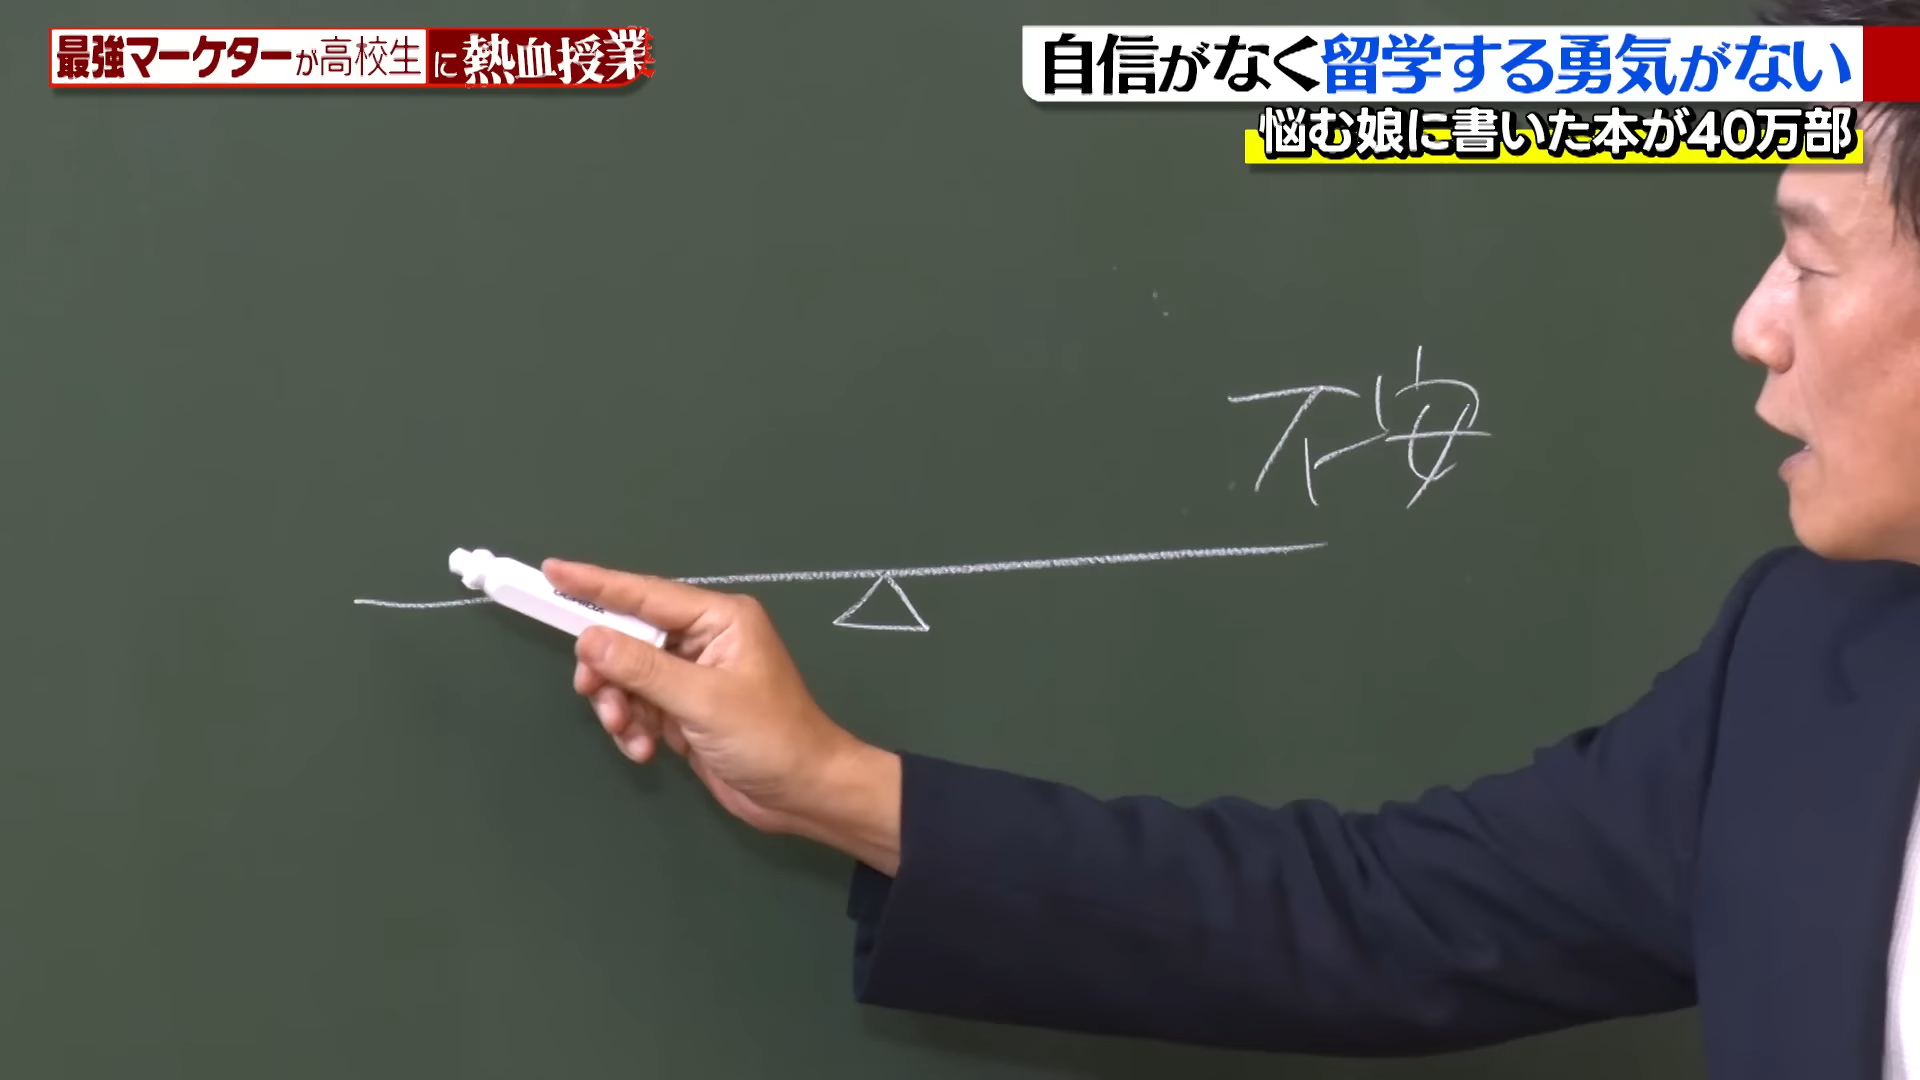 最強マーケターが高校生に熱血授業
自信がなく留学する勇気がない
悩む娘に書いた本が40万部
不安